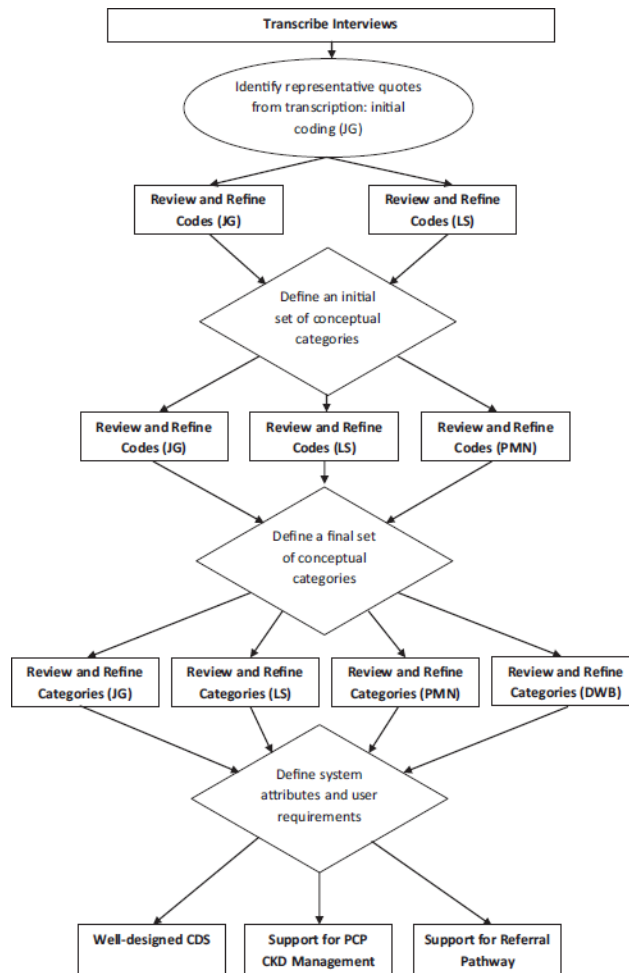 Transcribe Interviews
Identify representative quotes
from transcription: initial
coding (JG)
Review and Refine
Codes (JG)
Review and Refine
Codes (LS)
Define an initial
set of conceptual
categories
Review and Refine
Codes (JG)
Review and Refine
Codes (LS)
Review and Refine
Codes (PMN)
Define a final set
of conceptual
categories
Review and Refine
Categories (JG)
Review and Refine
Categories (LS)
Review and Refine
Categories (PMN)
Review and Refine
Categories (DWB)
Define system
attributes and user
requirements
Well-designed CDS
Support for PCP
CKD Management
Support for Referral
Pathway